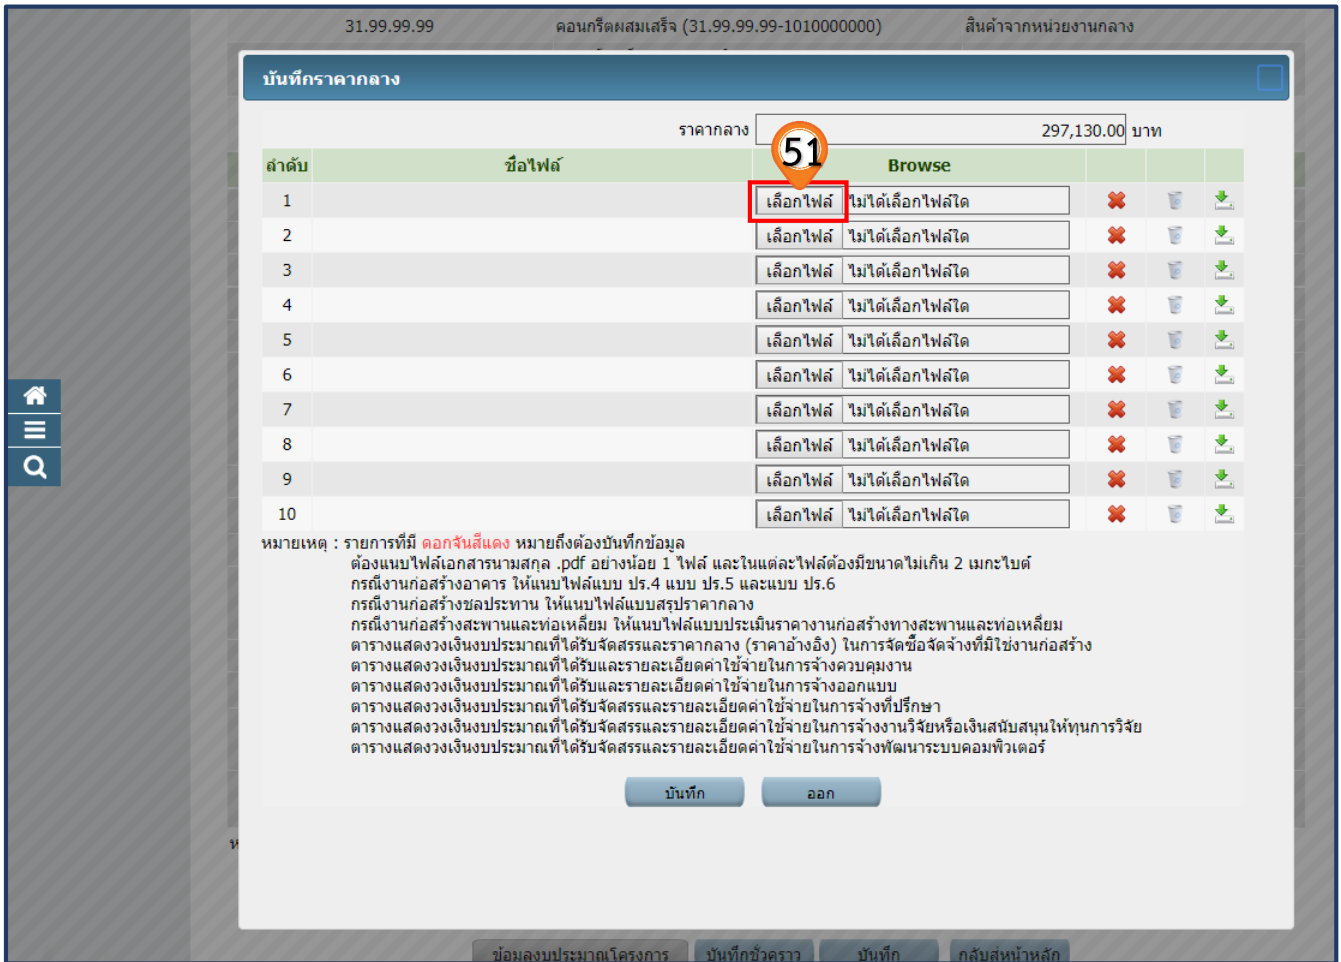 31.99.99.99 คอนกรีตผสมเสร็จ (31.99.99.99-1010000000) สินค้าจากหน่วยงานกลาง
บันทึกราคากลาง
ราคากลาง 297,130.00 บาท
51
ลำดับ ชื่อไฟล์ Browse
1 เลือกไฟล์ ไม่ได้เลือกไฟล์ใด
2 เลือกไฟล์ ไม่ได้เลือกไฟล์ใด
3 เลือกไฟล์ ไม่ได้เลือกไฟล์ใด
4 เลือกไฟล์ ไม่ได้เลือกไฟล์ใด
5 เลือกไฟล์ ไม่ได้เลือกไฟล์ใด
6 เลือกไฟล์ ไม่ได้เลือกไฟล์ใด
7 เลือกไฟล์ ไม่ได้เลือกไฟล์ใด
8 เลือกไฟล์ ไม่ได้เลือกไฟล์ใด
9 เลือกไฟล์ ไม่ได้เลือกไฟล์ใด
10 เลือกไฟล์ ไม่ได้เลือกไฟล์ใด
หมายเหตุ : รายการที่มี ดอกจันสีแดง หมายถึงต้องบันทึกข้อมูล
ต้องแนบไฟล์เอกสารนามสกุล .pdf อย่างน้อย 1 ไฟล์ และในแต่ละไฟล์ต้องมีขนาดไม่เกิน 2 เมกะไบต์
กรณีงานก่อสร้างอาคาร ให้แนบไฟล์แบบ ปร.4 แบบ ปร.5 และแบบ ปร.6
กรณีงานก่อสร้างชลประทาน ให้แนบไฟล์แบบสรุปราคากลาง
กรณีงานก่อสร้างสะพานและท่อเหลี่ยม ให้แนบไฟล์แบบประเมินราคางานก่อสร้างทางสะพานและท่อเหลี่ยม
ตารางแสดงวงเงินงบประมาณที่ได้รับจัดสรรและราคากลาง (ราคาอ้างอิง) ในการจัดซื้อจัดจ้างที่มิใช่งานก่อสร้าง
ตารางแสดงวงเงินงบประมาณที่ได้รับและรายละเอียดค่าใช้จ่ายในการจ้างควบคุมงาน
ตารางแสดงวงเงินงบประมาณที่ได้รับและรายละเอียดค่าใช้จ่ายในการจ้างออกแบบ
ตารางแสดงวงเงินงบประมาณที่ได้รับจัดสรรและรายละเอียดค่าใช้จ่ายในการจ้างที่ปรึกษา
ตารางแสดงวงเงินงบประมาณที่ได้รับจัดสรรและรายละเอียดค่าใช้จ่ายในการจ้างงานวิจัยหรือเงินสนับสนุนให้ทุนการวิจัย
ตารางแสดงวงเงินงบประมาณที่ได้รับจัดสรรและรายละเอียดค่าใช้จ่ายในการจ้างพัฒนาระบบคอมพิวเตอร์
บันทึก ออก
ข้อมูลงบประมาณโครงการ บันทึกชั่วคราว บันทึก กลับสู่หน้าหลัก